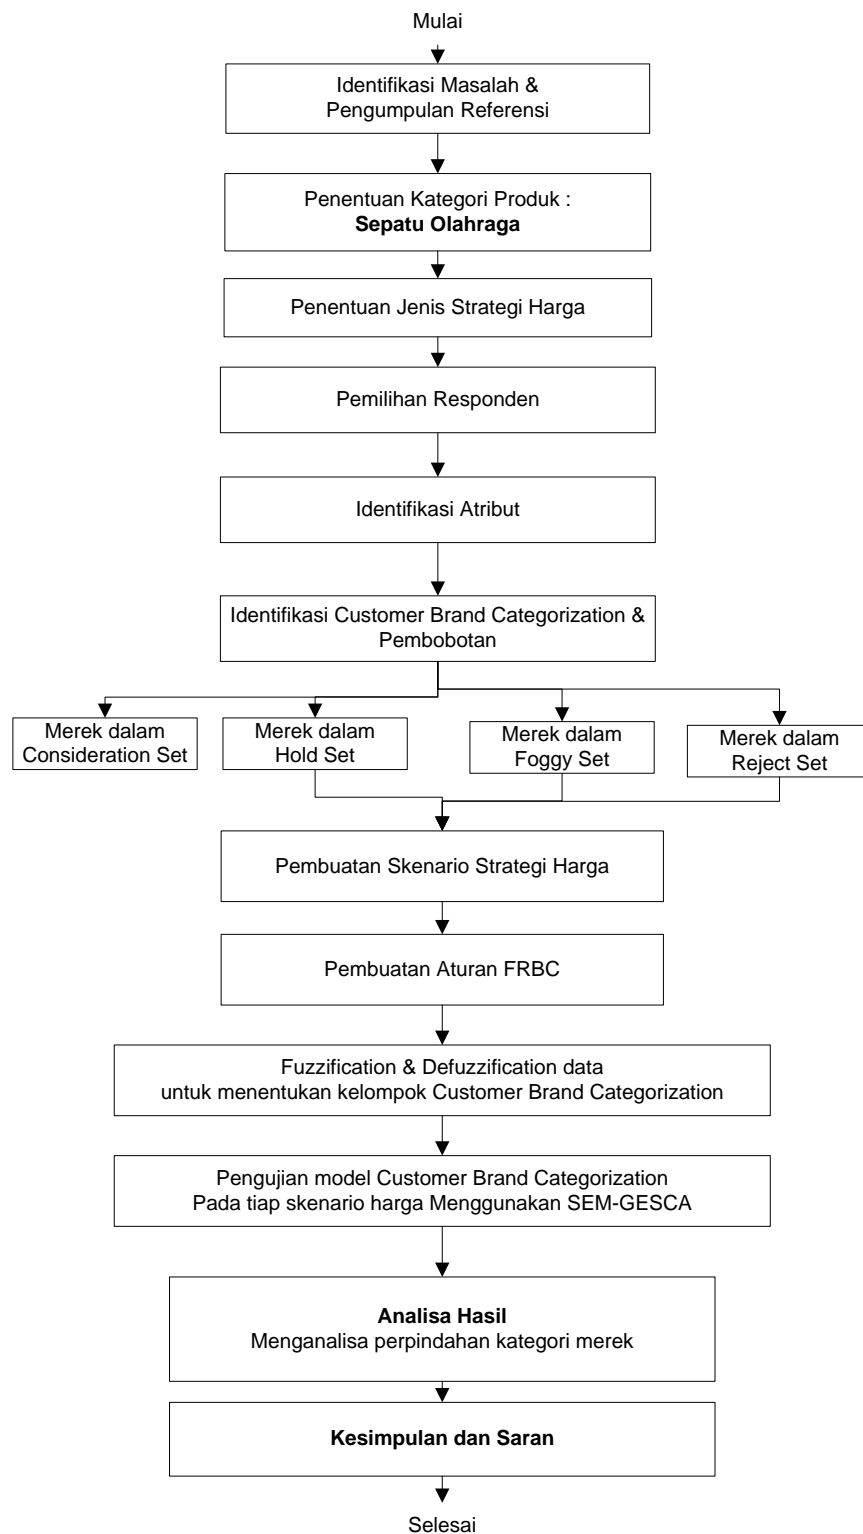 Mulai
Identifikasi Masalah &
Pengumpulan Referensi
Penentuan Kategori Produk :
Sepatu Olahraga
Penentuan Jenis Strategi Harga
Pemilihan Responden
Identifikasi Atribut
Identifikasi Customer Brand Categorization &
Pembobotan
Merek dalam
Consideration Set
Merek dalam
Hold Set
Merek dalam
Foggy Set
Merek dalam
Reject Set
Pembuatan Skenario Strategi Harga
Pembuatan Aturan FRBC
Fuzzification & Defuzzification data
untuk menentukan kelompok Customer Brand Categorization
Pengujian model Customer Brand Categorization
Pada tiap skenario harga Menggunakan SEM-GESCA
Analisa Hasil
Menganalisa perpindahan kategori merek
Kesimpulan dan Saran
Selesai